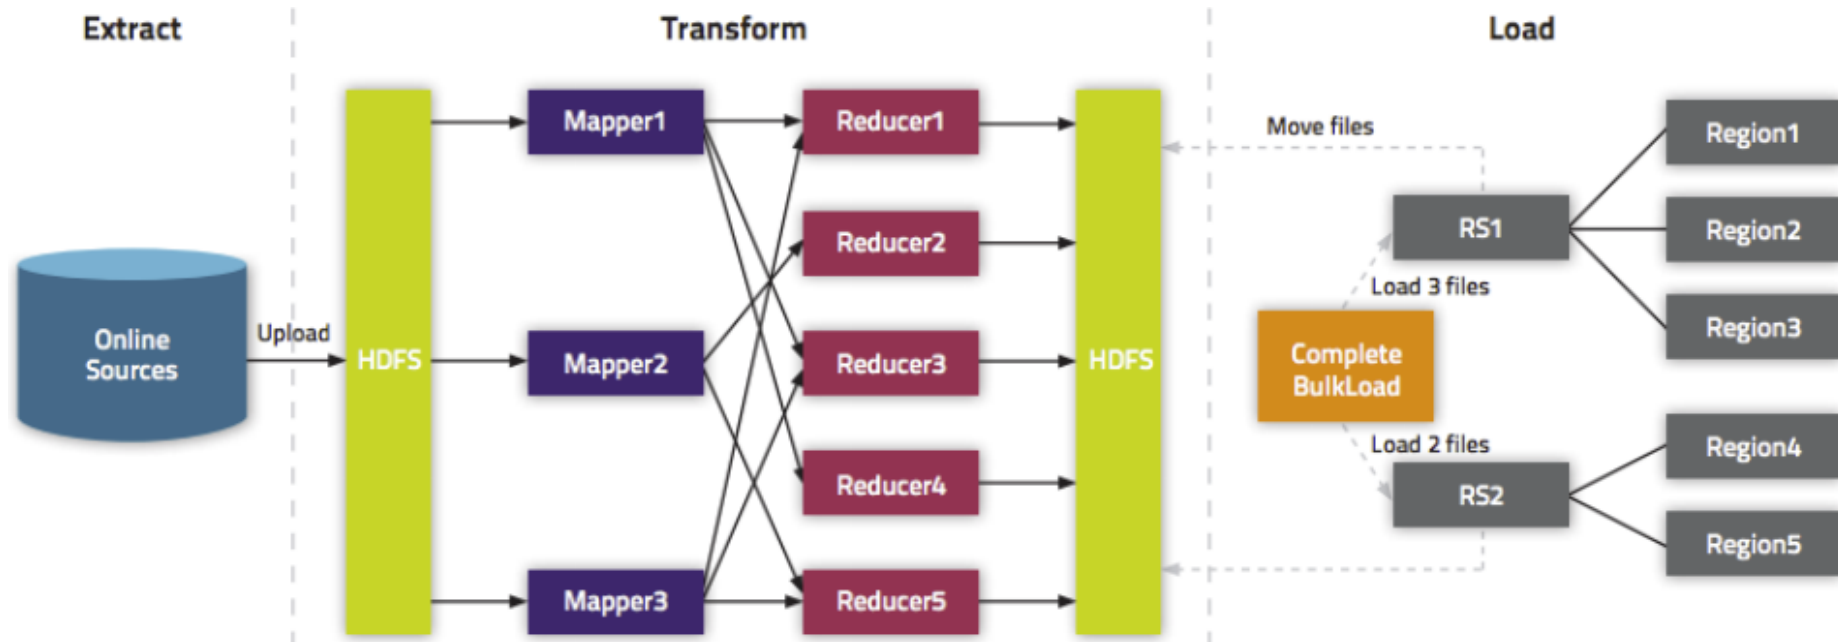 Extract
Transform
Load
Online
Sources
Upload
HDFS
Mapper1
Mapper2
Mapper3
Reducer1
Reducer2
Reducer3
Reducer4
Reducer5
HDFS
Move files
RS1
Load 3 files
Complete
BulkLoad
Load 2 files
RS2
Region1
Region2
Region3
Region4
Region5